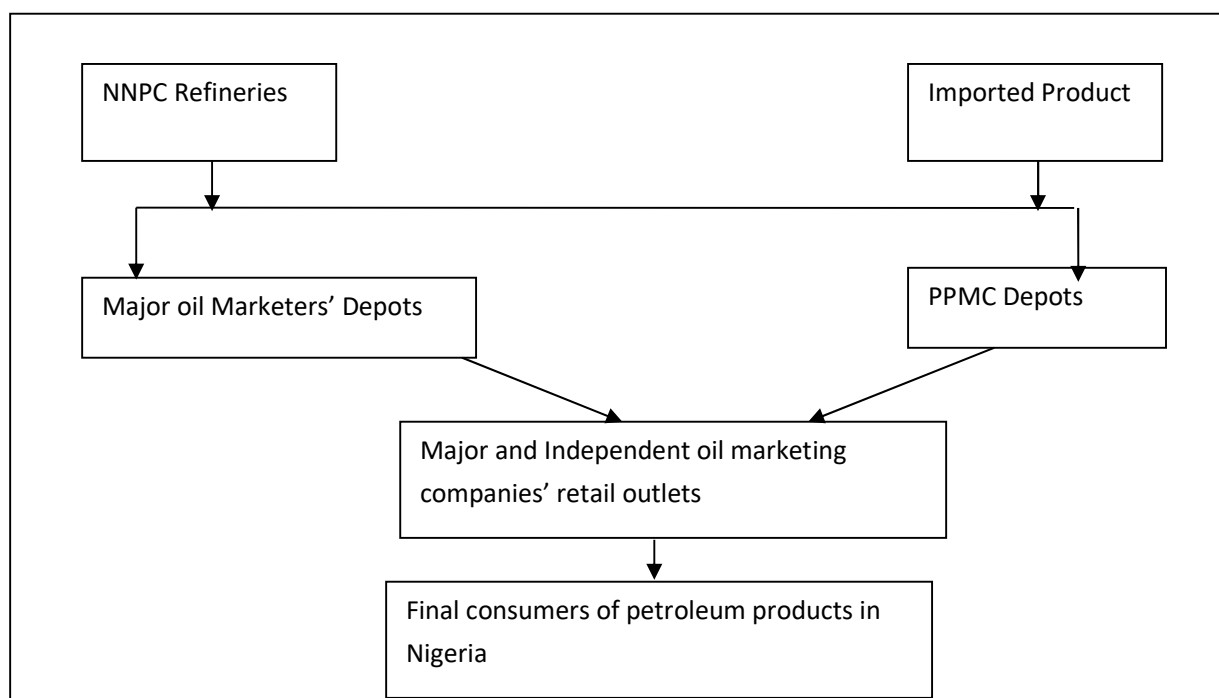 NNPC Refineries
Imported Product
Major oil Marketers’ Depots
PPMC Depots
Major and Independent oil marketing
companies’ retail outlets
Final consumers of petroleum products in
Nigeria